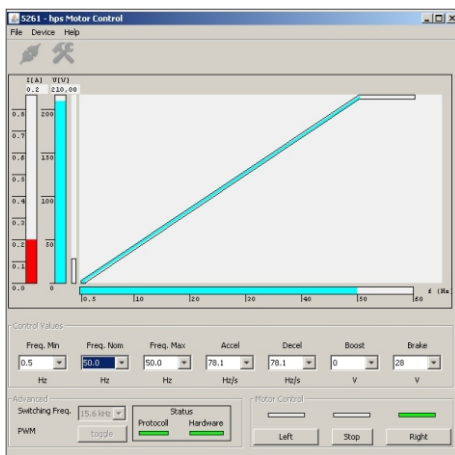 5261 - hps Motor Control
File Device Help
I[A] U[V]
0.2 210.00
0.8
0.7
0.6
0.5
0.4
0.3
0.2
0.1
0.0
200
150
100
50
0
f [Hz]
0.5 10 20 30 40 50 60
Control Values
Freq. Min Freq. Nom Freq. Max Accel Decel Boost Brake
0.5 50.0 50.0 78.1 78.1 0 28
Hz Hz Hz Hz/s Hz/s V V
Advanced
Switching Freq. 15.6 kHz
PWM toggle
Status
Protocoll Hardware
Motor Control
Left Stop Right